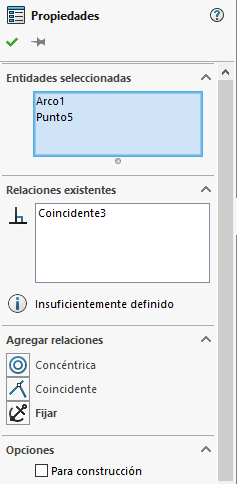 Propiedades
Entidades seleccionadas
Arco1
Punto5
Relaciones existentes
Coincidente3
Insuficientemente definido
Agregar relaciones
Concéntrica
Coincidente
Fijar
Opciones
Para construcción